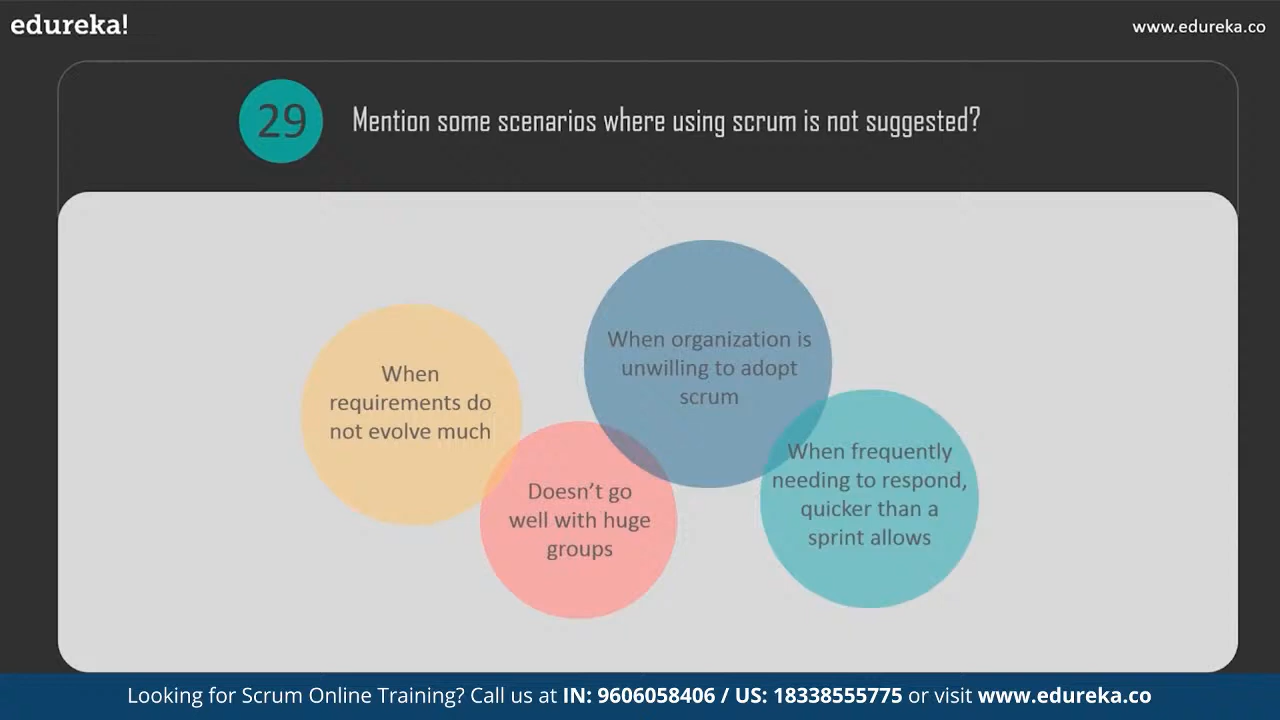 edureka!
www.edureka.co
29
Mention some scenarios where using scrum is not suggested?
When
requirements do
not evolve much
Doesn't go
well with huge
groups
When organization is
unwilling to adopt
scrum
When frequently
needing to respond,
quicker than a
sprint allows
Looking for Scrum Online Training? Call us at IN: 9606058406 / US: 18338555775 or visit www.edureka.co